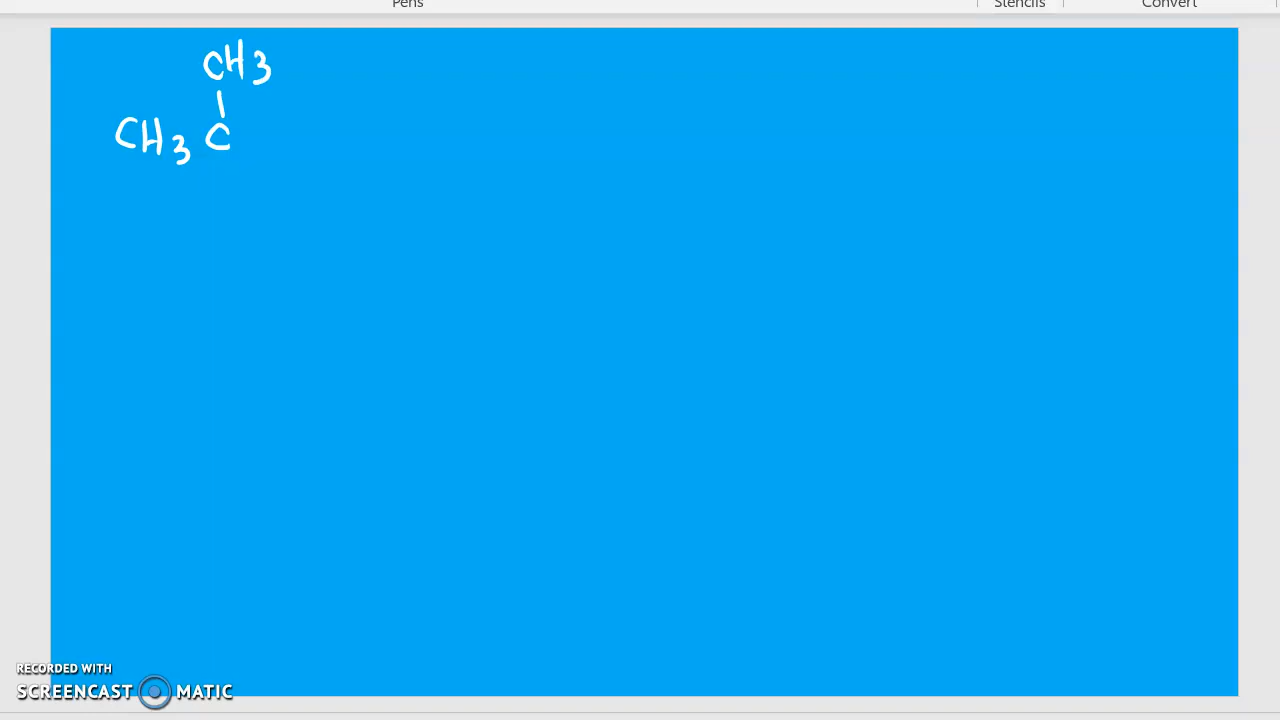 Pens Stencils Convert
CH3
CH3 C
RECORDED WITH
SCREENCAST MATIC